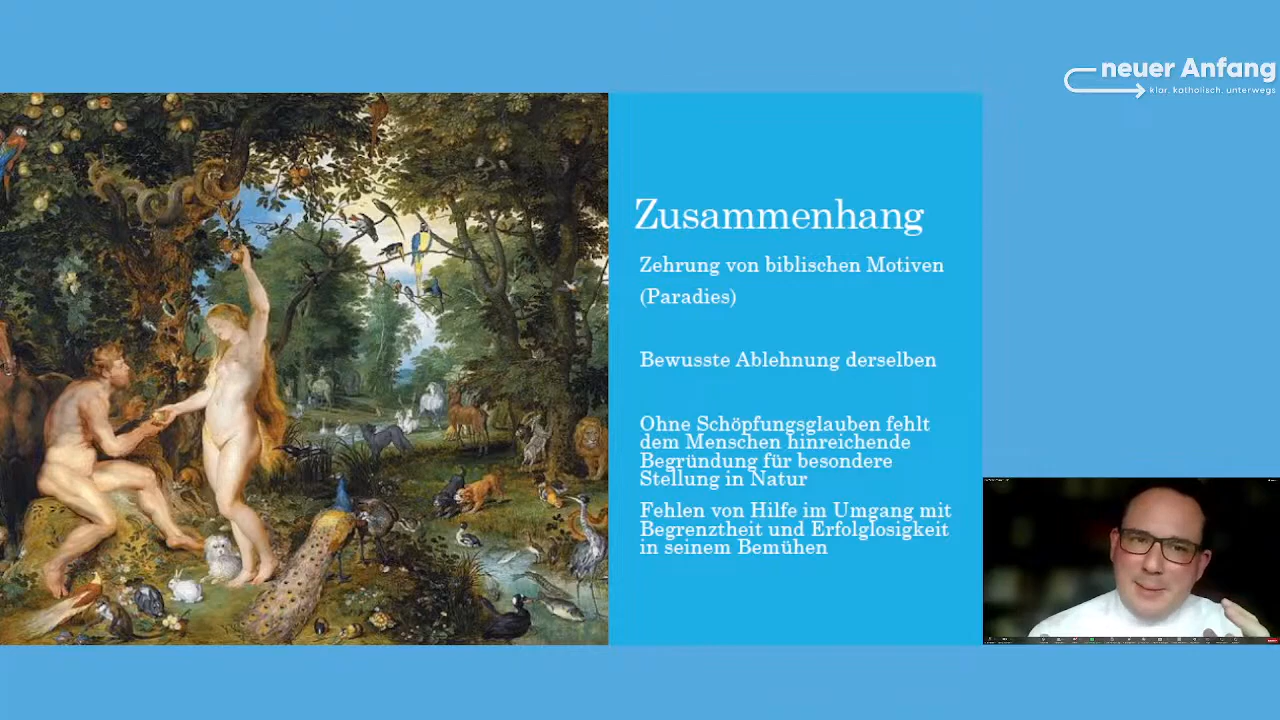 neuer Anfang
klar, katholisch, unterwegs
Zusammenhang
Zehrung von biblischen Motiven
(Paradies)
Bewusste Ablehnung derselben
Ohne Schöpfungsglauben fehlt
dem Menschen hinreichende
Begründung für besondere
Stellung in Natur
Fehlen von Hilfe im Umgang mit
Begrenztheit und Erfolglosigkeit
in seinem Bemühen